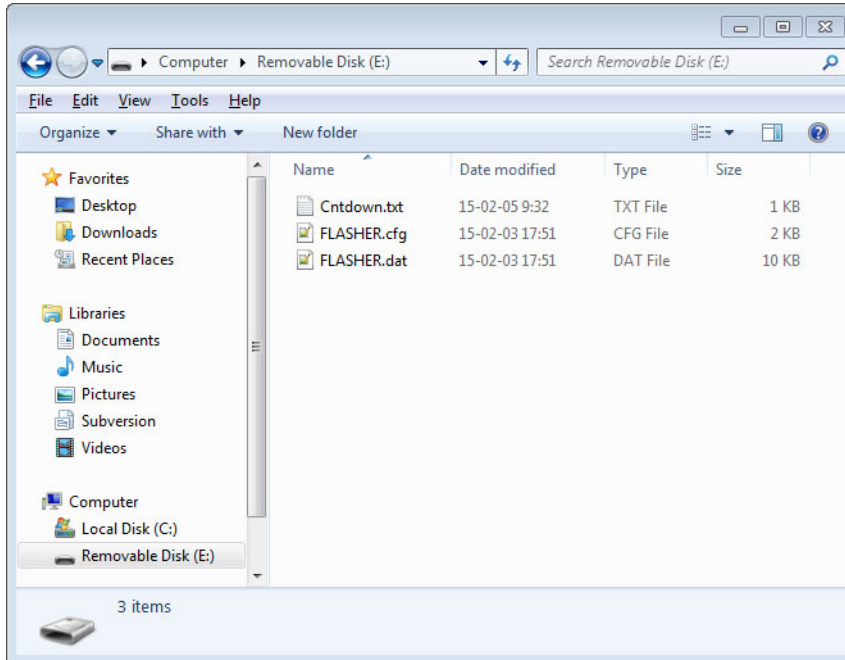 Computer Removable Disk (E:) Search Removable Disk (E:)
File Edit View Tools Help
Organize Share with New folder
Favorites
Desktop
Downloads
Recent Places
Libraries
Documents
Music
Pictures
Subversion
Videos
Computer
Local Disk (C:)
Removable Disk (E:)
Name Date modified Type Size
Cntdown.txt 15-02-05 9:32 TXT File 1 KB
FLASHER.cfg 15-02-03 17:51 CFG File 2 KB
FLASHER.dat 15-02-03 17:51 DAT File 10 KB
3 items